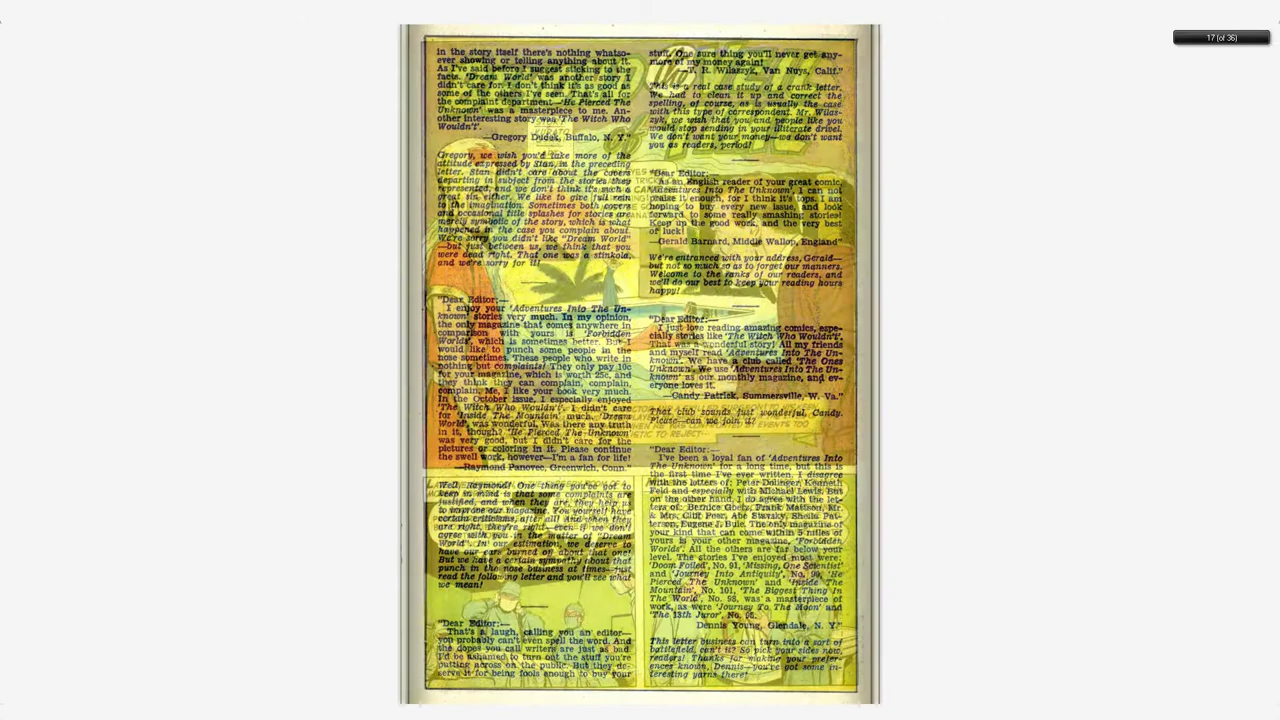 17 (of 36)
in the story itself there's nothing whatso-
ever showing or telling anything about it.
As I've said before I suggest sticking to the
facts. 'Dream World' was another story I
didn't care for. I don't think it's as good as
some of the others I've seen. That's all for
the complaint department—'He Pierced The
Unknown' was a masterpiece to me. An-
other interesting story was 'The Witch Who
Wouldn't'.
—Gregory Dudak, Buffalo, N. Y."
Gregory, we wish you'd take more of the
attitude expressed by Stan, in the preceding
letter. Stan didn't care about the covers
departing in subject from the stories they
represented, and we don't think it's such a
great sin either. We like to give full rein
to the imagination. Sometimes both covers
and occasional title splashes for stories are
merely symbolic of the story, which is what
happened in the case you complain about.
We're sorry you didn't like "Dream World"
—but just between us, we think that you
were dead right. That one was a stinkola,
and we're sorry for it!
"Dear Editor:—
I enjoy your 'Adventures Into The Un-
known' stories very much. In my opinion,
the only magazine that comes anywhere in
comparison with yours is 'Forbidden
Worlds', which is sometimes better. But I
would like to punch some people in the
nose sometimes. These people who write in
nothing but complaints! They only pay 10c
for your magazine, which is worth 25c, and
they think they can complain, complain,
complain. Me, I like your book very much.
In the October issue, I especially enjoyed
'The Witch Who Wouldn't'. I didn't care
for 'Inside The Mountain' much. 'Dream
World', was wonderful. Was there any truth
in it, though? 'He Pierced The Unknown'
was very good, but I didn't care for the
pictures or coloring in it. Please continue
the swell work, however—I'm a fan for life!
—Raymond Panovee, Greenwich, Conn."
Well, Raymond! One thing you've got to
keep in mind is that some complaints are
justified, and when they are, they help us
to improve our magazine. You yourself have
certain criticisms, after all! And when they
are right, they're right—even if we don't
agree with you in the matter of "Dream
World". In our estimation, we deserve to
have our ears burned off about that one!
But we have a certain sympathy about that
punch in the nose business at times—just
read the following letter and you'll see what
we mean!
"Dear Editor:—
That's a laugh, calling you an editor—
you probably can't even spell the word. And
the dopes you call writers are just as bad.
I'd be ashamed to turn out the stuff you're
putting across on the public. But they de-
serve it for being fools enough to buy your
stuff. One sure thing you'll never get any-
more of my money again!
—T. R. Wilaszyk, Van Nuys, Calif."
This is a real case study of a crank letter.
We had to clean it up and correct the
spelling, of course, as is usually the case
with this type of correspondent. Mr. Wilas-
zyk, we wish that you and people like you
would stop sending in your illiterate drivel.
We don't want your money—we don't want
you as readers, period!
"Dear Editor:
As an English reader of your great comic,
'Adventures Into The Unknown', I can not
praise it enough, for I think it's tops. I am
hoping to buy every new issue, and look
forward to some really smashing stories!
Keep up the good work, and the very best
of luck!
—Gerald Barnard, Middle Wallop, England"
We're entranced with your address, Gerald—
but not so much so as to forget our manners.
Welcome to the ranks of our readers, and
we'll do our best to keep your reading hours
happy!
"Dear Editor:—
I just love reading amazing comics, espe-
cially stories like 'The Witch Who Wouldn't'.
That was a wonderful story! All my friends
and myself read 'Adventures Into The Un-
known'. We have a club called 'The Ones
Unknown'. We use 'Adventures Into The Un-
known' as our monthly magazine, and ev-
eryone loves it.
—Candy Patrick, Summersville, W. Va."
That club sounds just wonderful, Candy.
Please—can we join it?
"Dear Editor:—
I've been a loyal fan of 'Adventures Into
The Unknown' for a long time, but this is
the first time I've ever written. I disagree
with the letters of: Peter Dolinger, Kenneth
Feld and especially with Michael Lewis. But
on the other hand, I do agree with the let-
ters of: Bernice Gbetz, Frank Mattson, Mr.
& Mrs. Cliff Poer, Abe Stavsky, Sheila Pat-
terson, Eugene J. Bule. The only magazine of
your kind that can come within 5 miles of
yours is your other magazine, 'Forbidden
Worlds'. All the others are far below your
level. The stories I've enjoyed most were:
'Doom Foiled', No. 91, 'Missing, One Scientist'
and 'Journey Into Antiquity', No. 99, 'He
Pierced The Unknown' and 'Inside The
Mountain', No. 101, 'The Biggest Thing In
The World', No. 98, was a masterpiece of
work, as were 'Journey To The Moon' and
'The 13th Juror', No. 95.
Dennis Young, Glendale, N. Y."
This letter business can turn into a sort of
battlefield, can't it? So pick your sides now,
readers! Thanks for making your prefer-
ences known, Dennis—you've got some in-
teresting yarns there!